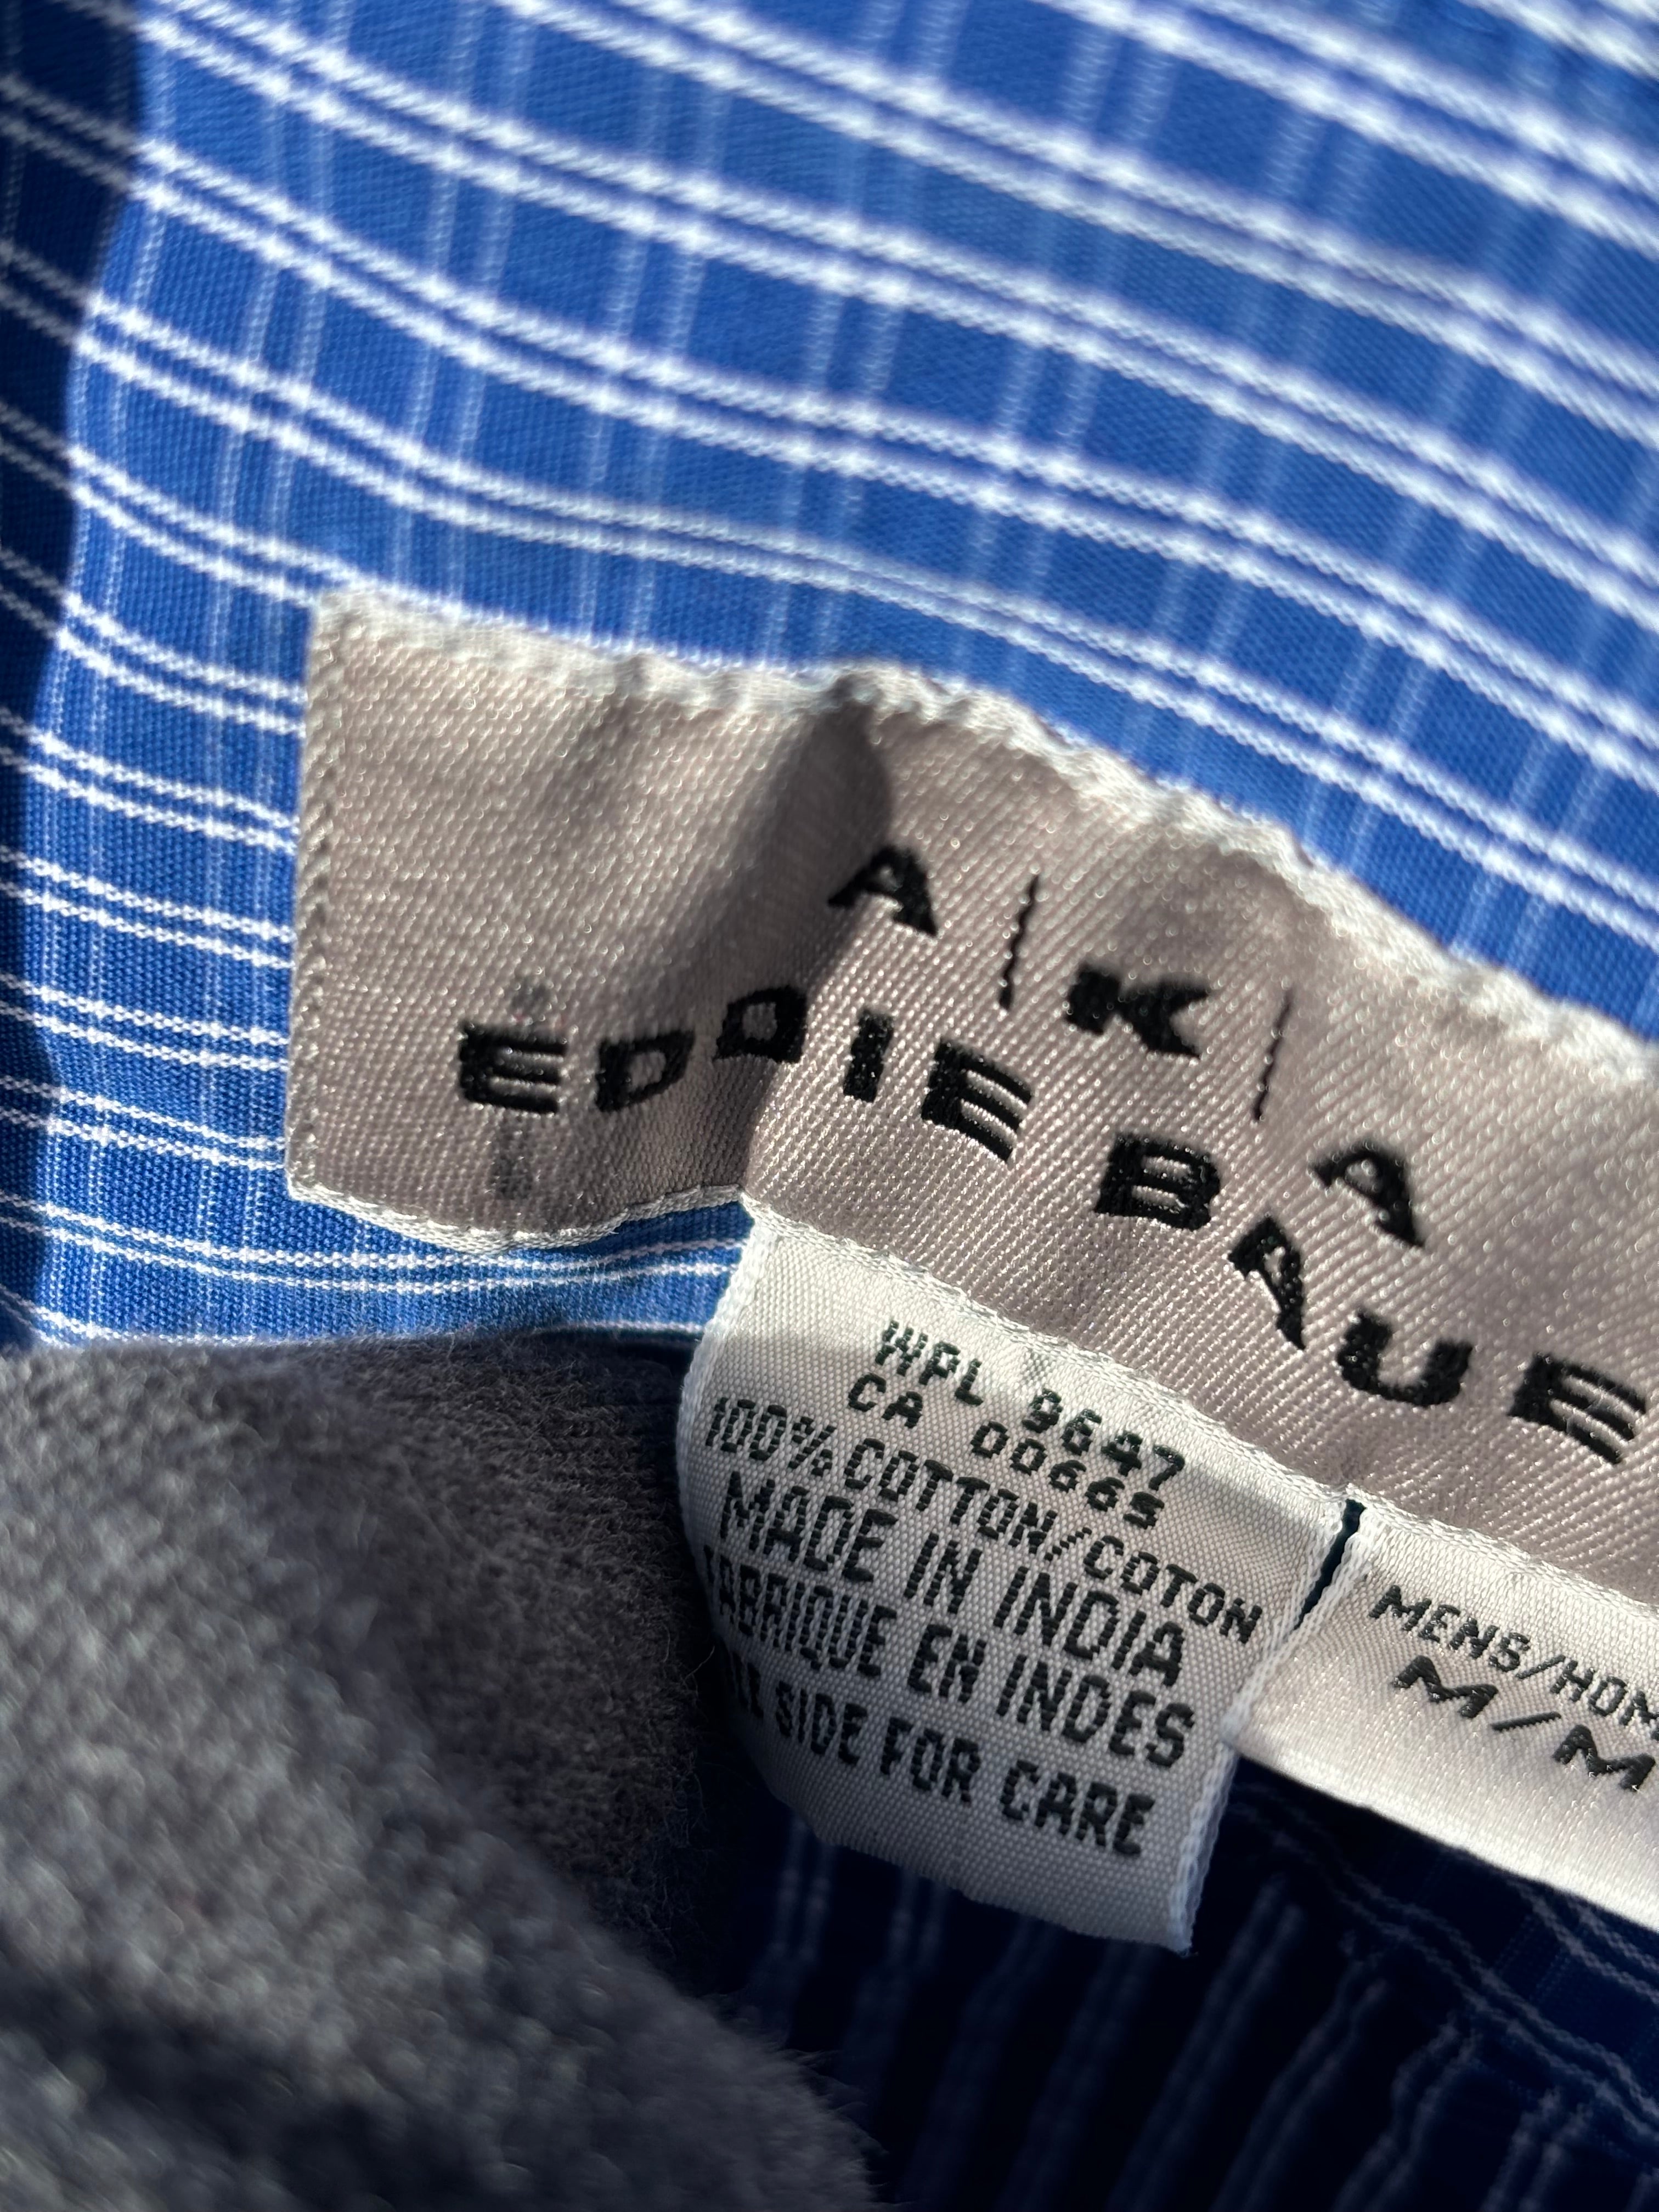 A|K|A
EDDIE BAUE
WPL 9647
CA 00665
100% COTTON/COTON
MADE IN INDIA
FABRIQUE EN INDES
SIDE FOR CARE
MENS/HOM
M/M